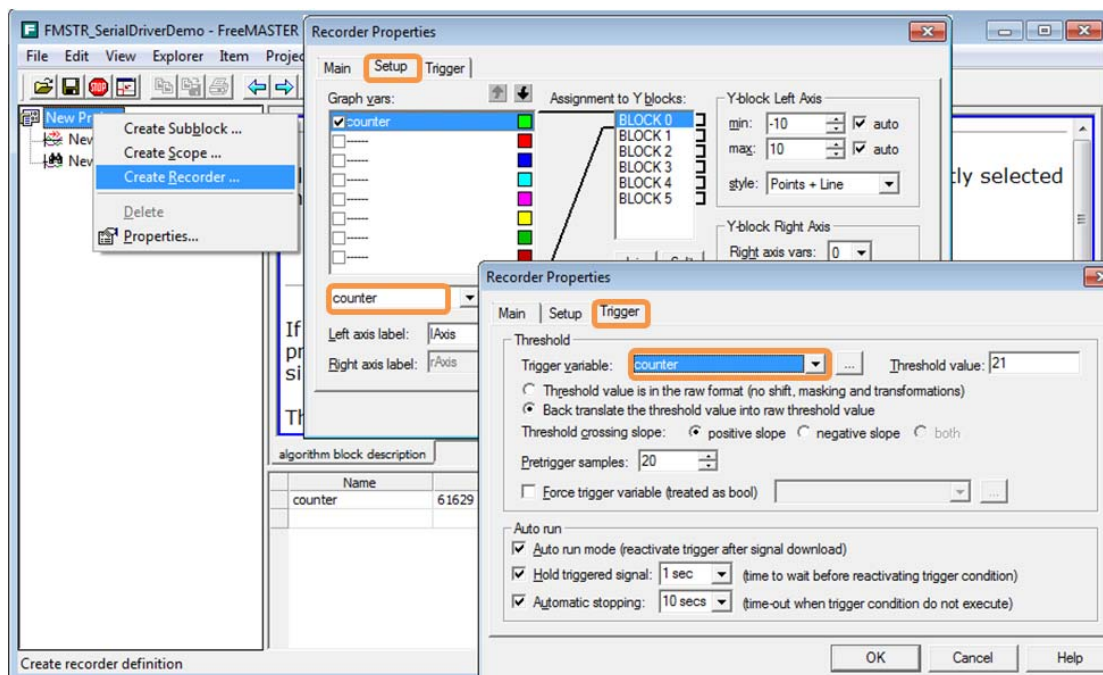 FMSTR_SerialDriverDemo - FreeMASTER
File Edit View Explorer Item Projec
STOP
New Pr
New
New
Create Subblock ...
Create Scope ...
Create Recorder ...
Delete
Properties...
Recorder Properties
Main Setup Trigger
Graph vars:
counter
------
------
------
------
------
------
------
counter
Left axis label: lAxis
Right axis label: rAxis
Assignment to Y blocks:
BLOCK 0
BLOCK 1
BLOCK 2
BLOCK 3
BLOCK 4
BLOCK 5
Y-block Left Axis
min: -10 auto
max: 10 auto
style: Points + Line
Y-block Right Axis
Right axis vars: 0
tly selected
If
pr
si
Th
algorithm block description
Name
counter 61629
Recorder Properties
Main Setup Trigger
Threshold
Trigger variable: counter ... Threshold value: 21
Threshold value is in the raw format (no shift, masking and transformations)
Back translate the threshold value into raw threshold value
Threshold crossing slope: positive slope negative slope both
Pretrigger samples: 20
Force trigger variable (treated as bool) ...
Auto run
Auto run mode (reactivate trigger after signal download)
Hold triggered signal: 1 sec (time to wait before reactivating trigger condition)
Automatic stopping: 10 secs (time-out when trigger condition do not execute)
OK Cancel Help
Create recorder definition